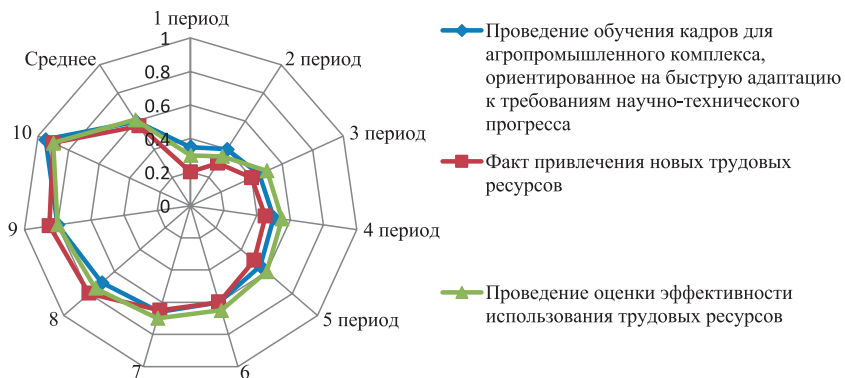 1 период
1
0.8
0.6
0.4
0.2
0
2 период
3 период
4 период
5 период
6
7
8
9
10
Среднее
Проведение обучения кадров для
агропромышленного комплекса,
ориентированное на быструю адаптацию
к требованиям научно-технического
прогресса
Факт привлечения новых трудовых
ресурсов
Проведение оценки эффективности
использования трудовых ресурсов